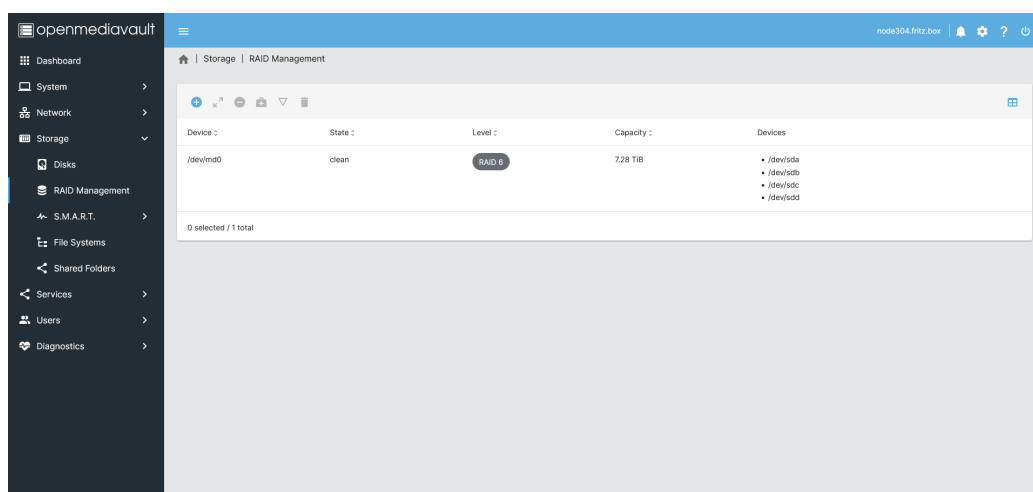 openmediavault
node304.fritz.box
Dashboard
System
Network
Storage
Disks
RAID Management
S.M.A.R.T.
File Systems
Shared Folders
Services
Users
Diagnostics
| Storage | RAID Management
Device State Level Capacity Devices
/dev/md0 clean RAID 6 7.28 TiB • /dev/sda
• /dev/sdb
• /dev/sdc
• /dev/sdd
0 selected / 1 total